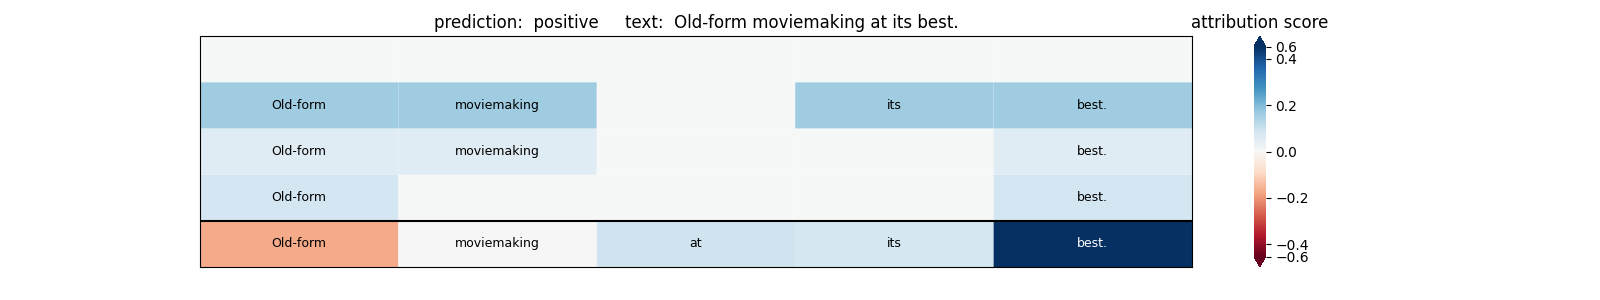 prediction:  positive     text:  Old-form moviemaking at its best.
attribution score
Old-form moviemaking its best.
Old-form moviemaking best.
Old-form best.
Old-form moviemaking at its best.
0.6
0.4
0.2
0.0
−0.2
−0.4
−0.6